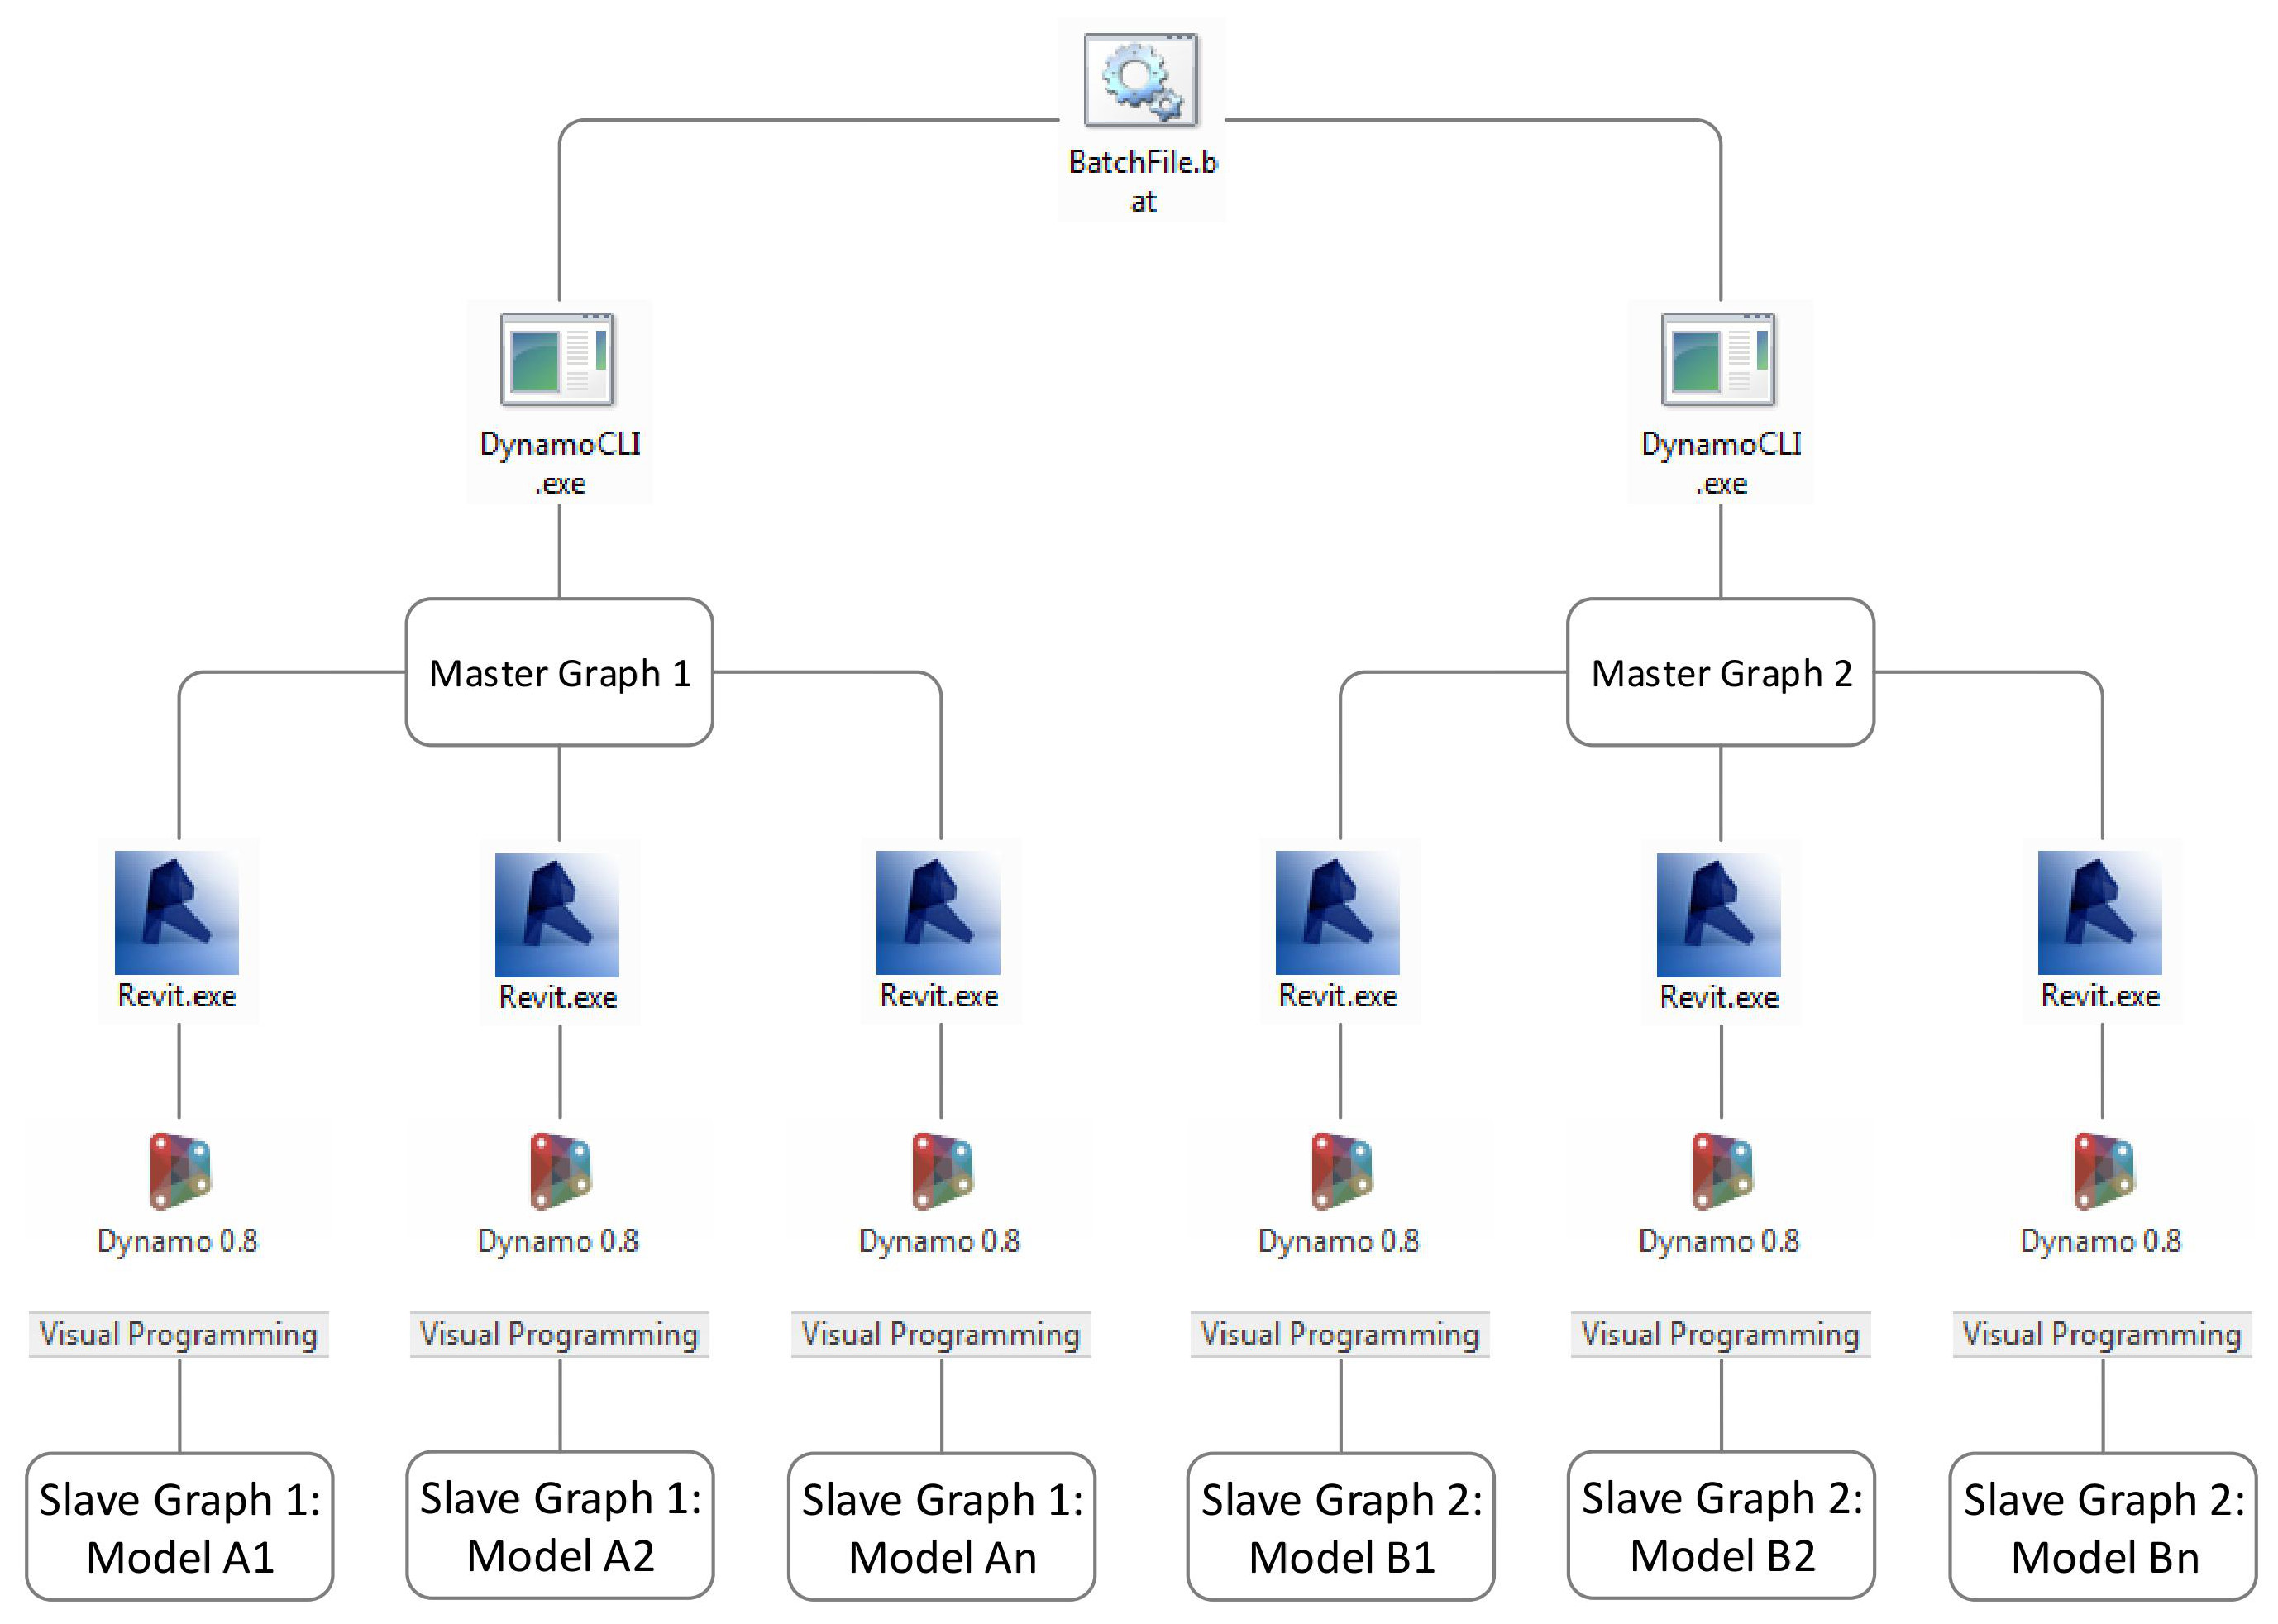 BatchFile.b
at
DynamoCLI
.exe
DynamoCLI
.exe
Master Graph 1
Master Graph 2
Revit.exe
Revit.exe
Revit.exe
Revit.exe
Revit.exe
Revit.exe
Dynamo 0.8
Dynamo 0.8
Dynamo 0.8
Dynamo 0.8
Dynamo 0.8
Dynamo 0.8
Visual Programming
Visual Programming
Visual Programming
Visual Programming
Visual Programming
Visual Programming
Slave Graph 1:
Model A1
Slave Graph 1:
Model A2
Slave Graph 1:
Model An
Slave Graph 2:
Model B1
Slave Graph 2:
Model B2
Slave Graph 2:
Model Bn